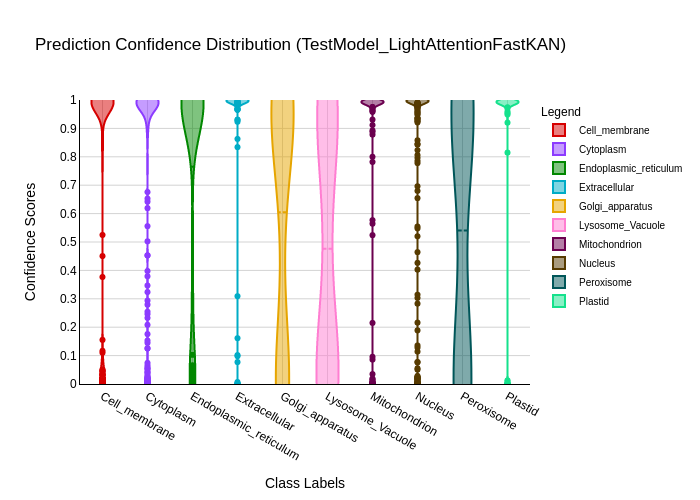 Prediction Confidence Distribution (TestModel_LightAttentionFastKAN)
Confidence Scores
1
0.9
0.8
0.7
0.6
0.5
0.4
0.3
0.2
0.1
0
Cell_membrane
Cytoplasm
Endoplasmic_reticulum
Extracellular
Golgi_apparatus
Lysosome_Vacuole
Mitochondrion
Nucleus
Peroxisome
Plastid
Class Labels
Legend
Cell_membrane
Cytoplasm
Endoplasmic_reticulum
Extracellular
Golgi_apparatus
Lysosome_Vacuole
Mitochondrion
Nucleus
Peroxisome
Plastid